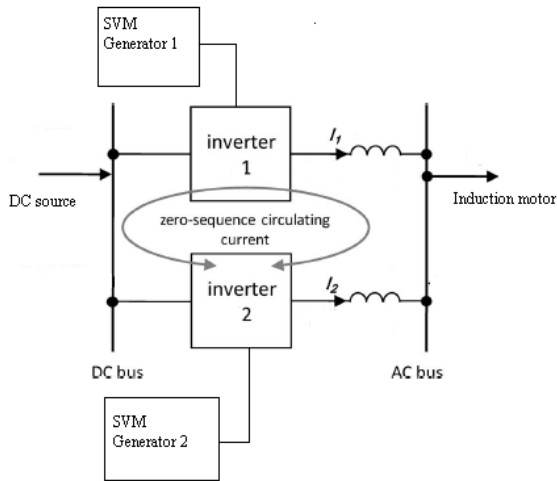 SVM
Generator 1
inverter
1
I1
DC source
Induction motor
zero-sequence circulating
current
inverter
2
I2
DC bus
AC bus
SVM
Generator 2